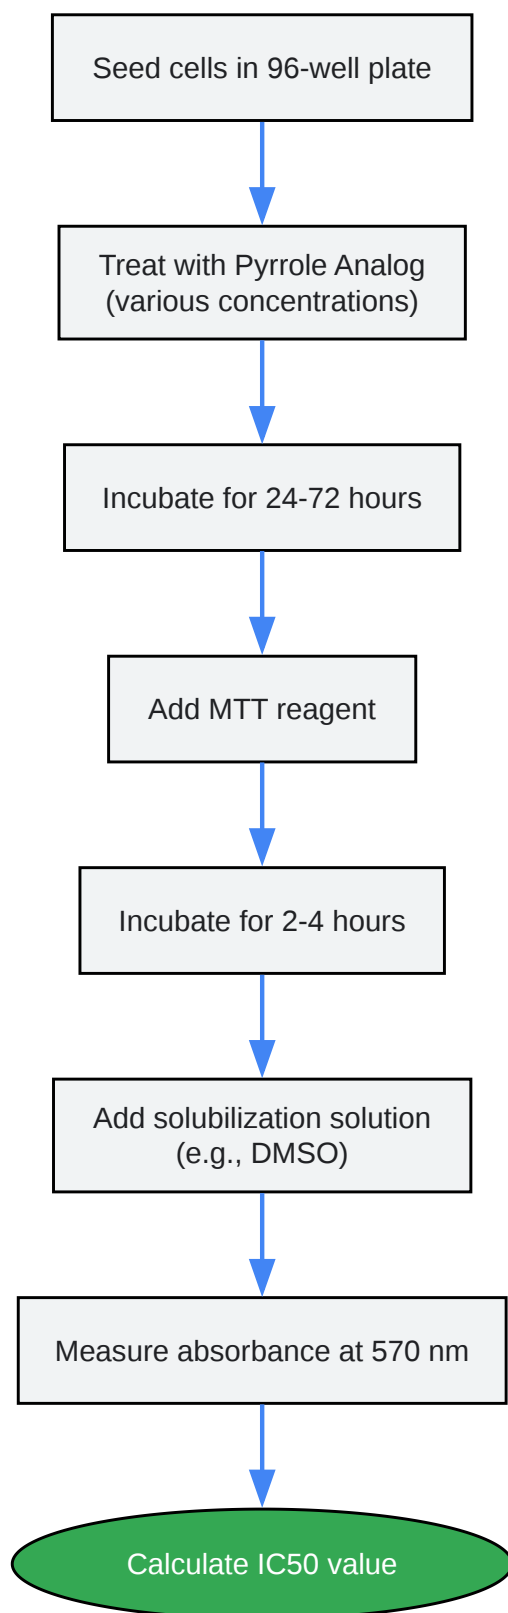 Seed cells in 96-well plate
Treat with Pyrrole Analog
(various concentrations)
Incubate for 24-72 hours
Add MTT reagent
Incubate for 2-4 hours
Add solubilization solution
(e.g., DMSO)
Measure absorbance at 570 nm
Calculate IC50 value